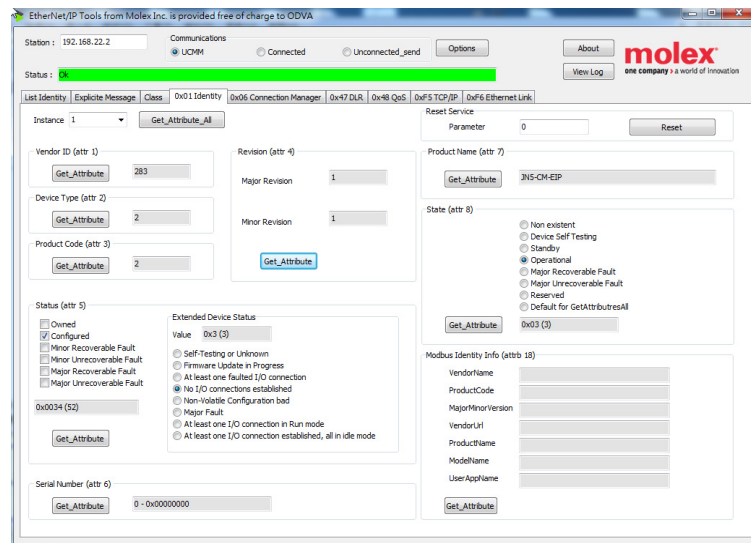 EtherNet/IP Tools from Molex Inc. is provided free of charge to ODVA
Station : 192.168.22.2
Communications
UCMM Connected Unconnected_send
Options
About
View Log
molex
one company > a world of innovation
Status : Ok
List Identity Explicite Message Class 0x01 Identity 0x06 Connection Manager 0x47 DLR 0x48 QoS 0xF5 TCP/IP 0xF6 Ethernet Link
Instance 1 Get_Attribute_All
Reset Service
Parameter 0 Reset
Vendor ID (attr 1)
Get_Attribute 283
Device Type (attr 2)
Get_Attribute 2
Product Code (attr 3)
Get_Attribute 2
Revision (attr 4)
Major Revision 1
Minor Revision 1
Get_Attribute
Product Name (attr 7)
Get_Attribute JNS-CM-EIP
State (attr 8)
Non existent
Device Self Testing
Standby
Operational
Major Recoverable Fault
Major Unrecoverable Fault
Reserved
Default for GetAttributresAll
Get_Attribute 0x03 (3)
Status (attr 5)
Owned
Configured
Minor Recoverable Fault
Minor Unrecoverable Fault
Major Recoverable Fault
Major Unrecoverable Fault
0x0034 (52)
Get_Attribute
Extended Device Status
Value 0x3 (3)
Self-Testing or Unknown
Firmware Update in Progress
At least one faulted I/O connection
No I/O connections established
Non-Volatile Configuration bad
Major Fault
At least one I/O connection in Run mode
At least one I/O connection established, all in idle mode
Modbus Identity Info (attrb 18)
VendorName
ProductCode
MajorMinorVersion
VendorUrl
ProductName
ModelName
UserAppName
Get_Attribute
Serial Number (attr 6)
Get_Attribute 0 - 0x00000000